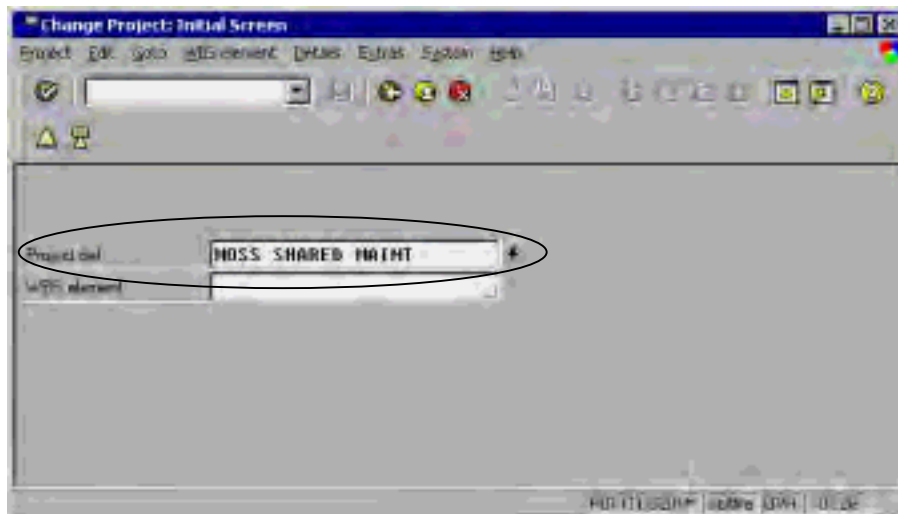 Change Project: Initial Screen
Project Edit Goto WBS element Details Extras System Help
Project def
MOSS SHARED MAINT
WBS element